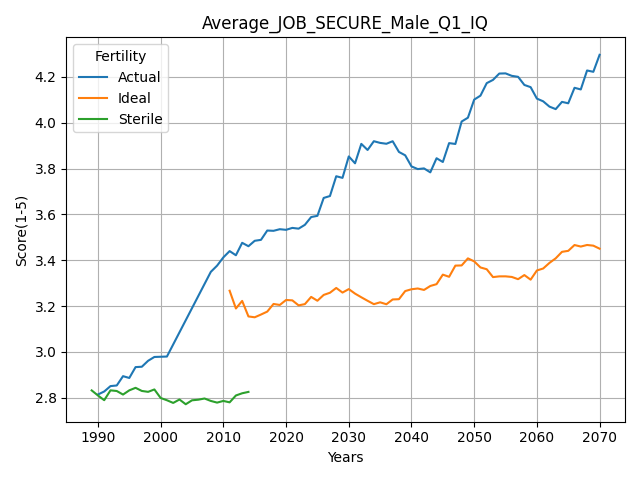 Average_JOB_SECURE_Male_Q1_IQ
Fertility
Actual
Ideal
Sterile
Score(1-5)
4.2
4.0
3.8
3.6
3.4
3.2
3.0
2.8
1990 2000 2010 2020 2030 2040 2050 2060 2070
Years